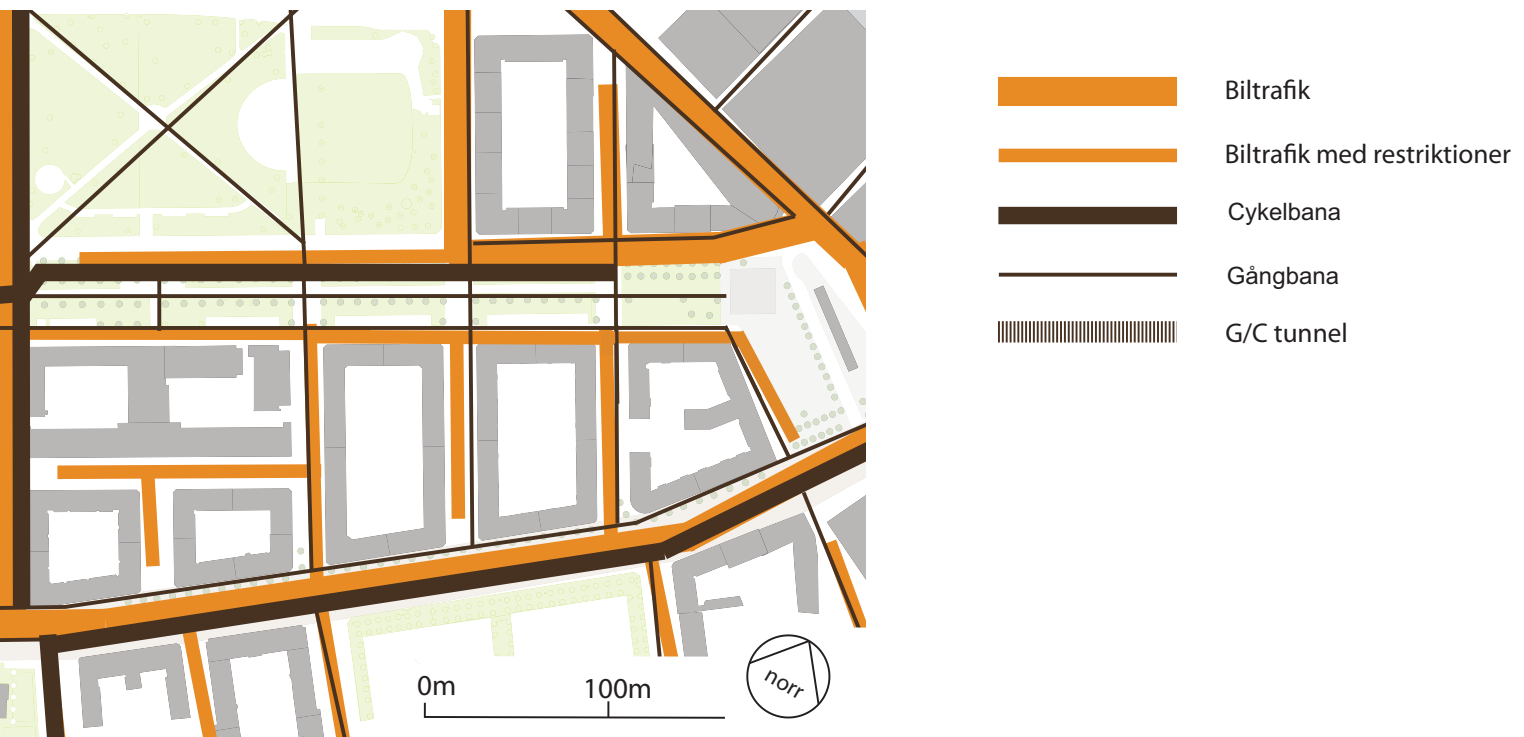 Biltrafik
Biltrafik med restriktioner
Cykelbana
Gångbana
G/C tunnel
0m
100m
norr